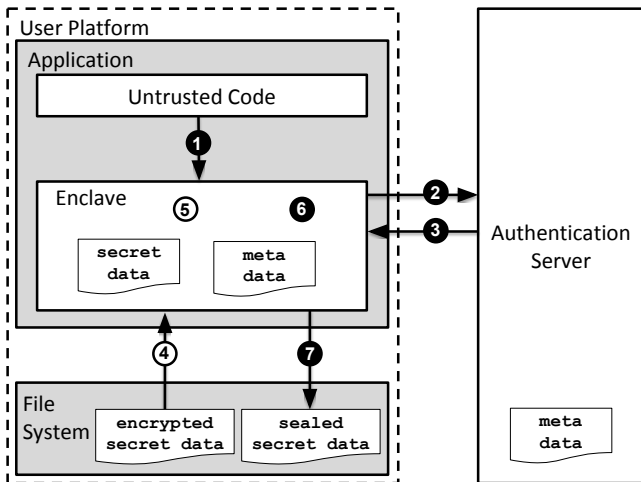 User Platform
Application
Untrusted Code
1
Enclave
5
6
secret
data
meta
data
2
3
Authentication
Server
4
7
File
System
encrypted
secret data
sealed
secret data
meta
data